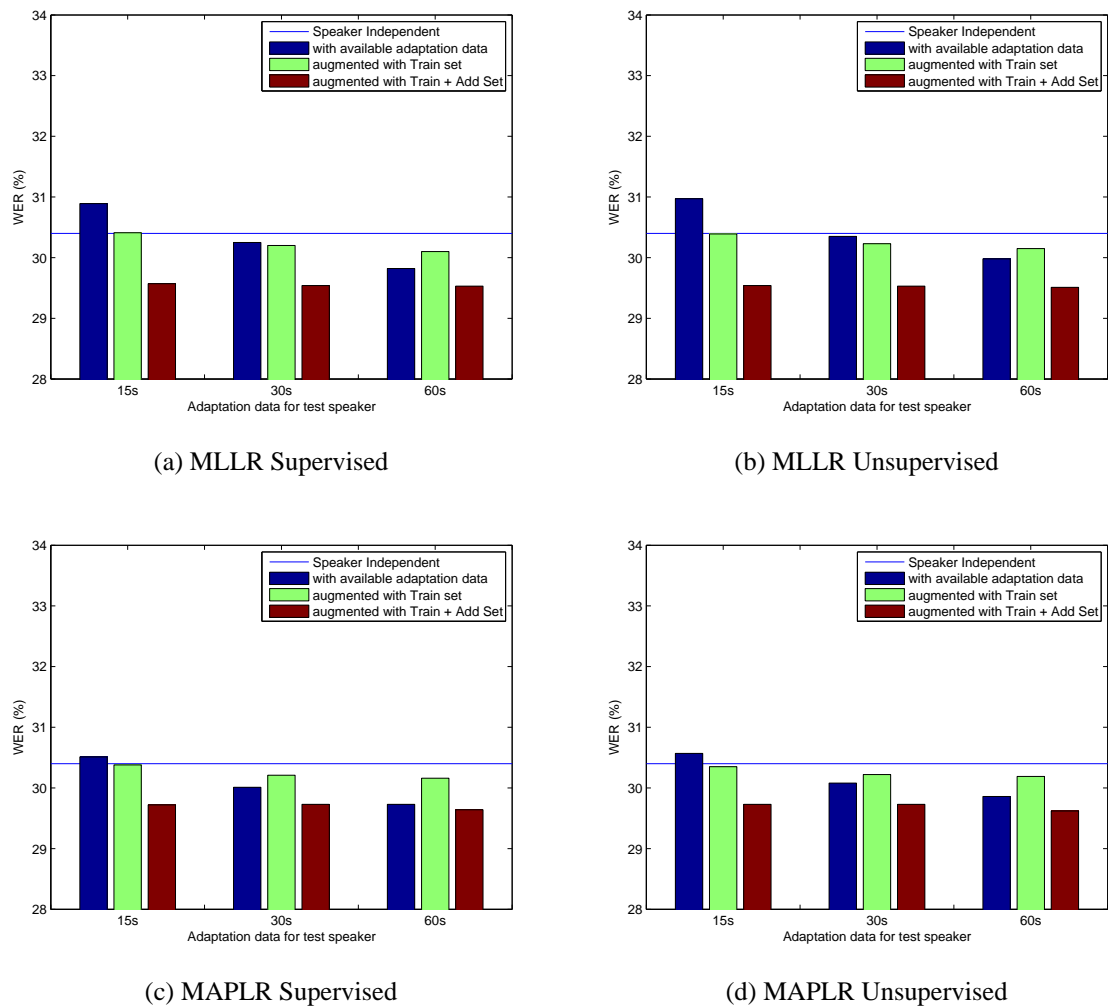 34
33
32
31
30
29
28
WER (%)
Speaker Independent
with available adaptation data
augmented with Train set
augmented with Train + Add Set
15s 30s 60s
Adaptation data for test speaker
(a) MLLR Supervised
34
33
32
31
30
29
28
WER (%)
Speaker Independent
with available adaptation data
augmented with Train set
augmented with Train + Add Set
15s 30s 60s
Adaptation data for test speaker
(b) MLLR Unsupervised
34
33
32
31
30
29
28
WER (%)
Speaker Independent
with available adaptation data
augmented with Train set
augmented with Train + Add Set
15s 30s 60s
Adaptation data for test speaker
(c) MAPLR Supervised
34
33
32
31
30
29
28
WER (%)
Speaker Independent
with available adaptation data
augmented with Train set
augmented with Train + Add Set
15s 30s 60s
Adaptation data for test speaker
(d) MAPLR Unsupervised